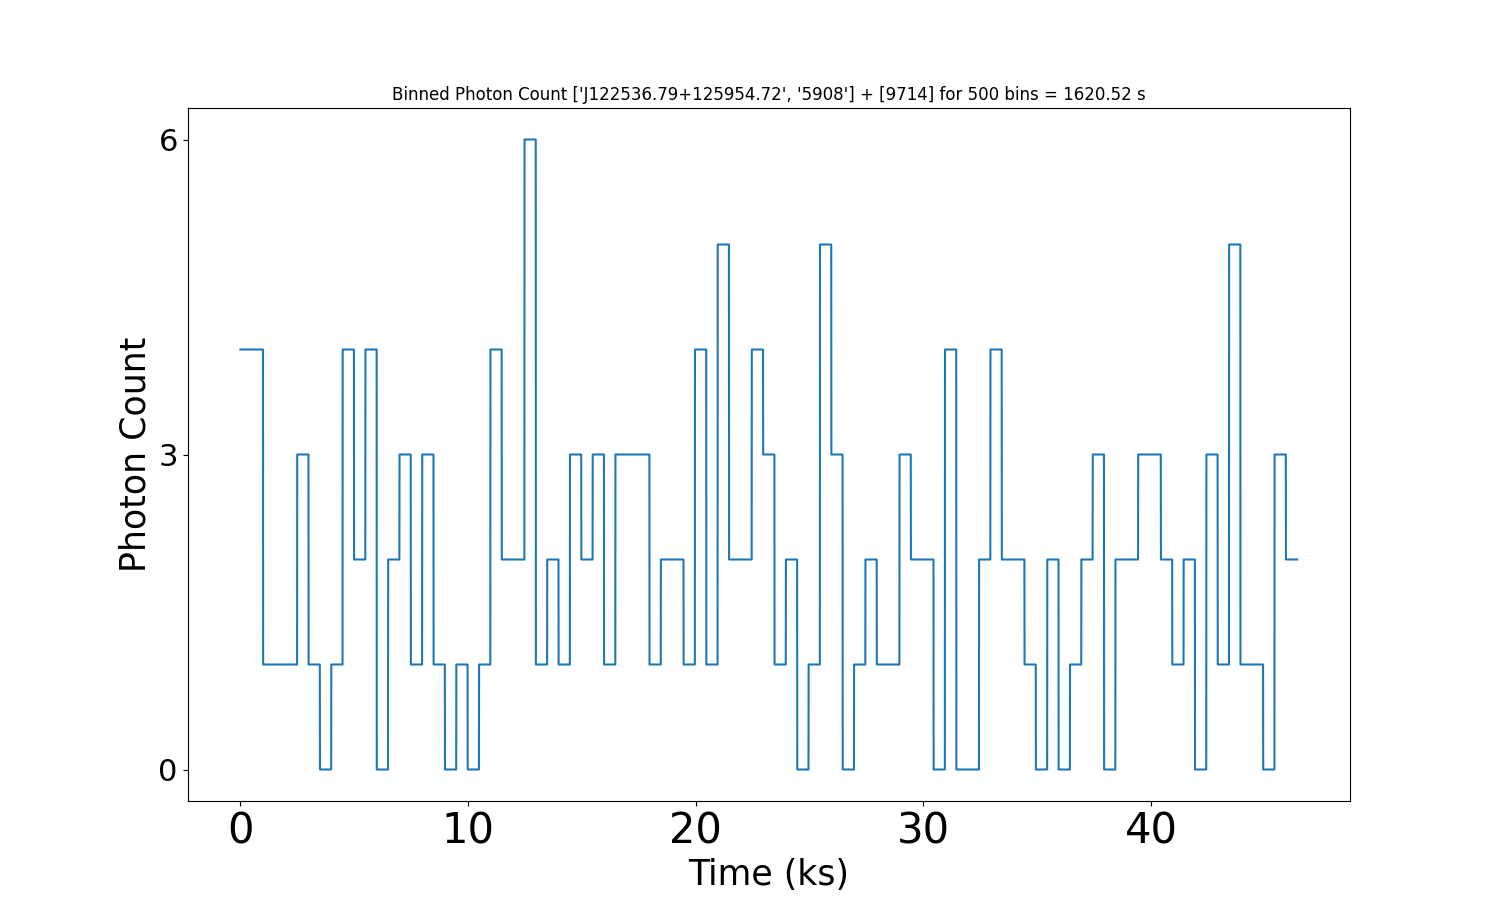 Binned Photon Count ['J122536.79+125954.72', '5908'] + [9714] for 500 bins = 1620.52 s
6
3
0
Photon Count
0 10 20 30 40
Time (ks)